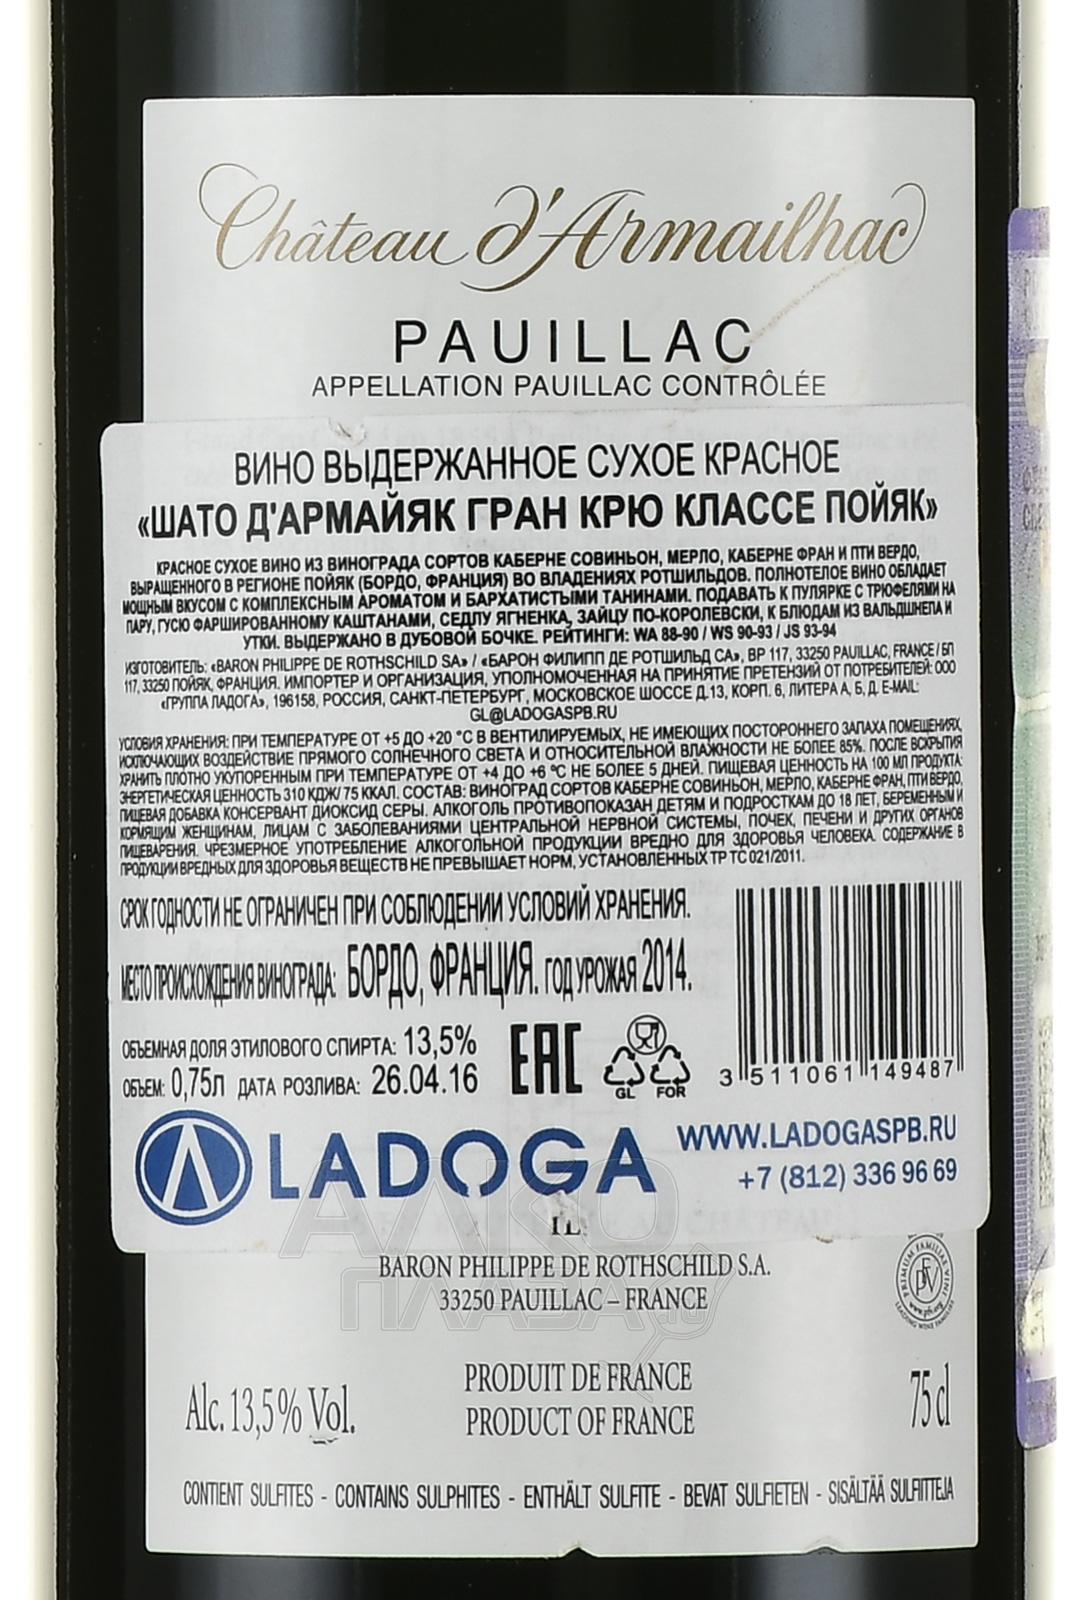 Château d'Armailhac
PAUILLAC
APPELLATION PAUILLAC CONTRÔLÉE
ВИНО ВЫДЕРЖАННОЕ СУХОЕ КРАСНОЕ
«ШАТО Д'АРМАЙЯК ГРАН КРЮ КЛАССЕ ПОЙЯК»
КРАСНОЕ СУХОЕ ВИНО ИЗ ВИНОГРАДА СОРТОВ КАБЕРНЕ СОВИНЬОН, МЕРЛО, КАБЕРНЕ ФРАН И ПТИ ВЕРДО,
ВЫРАЩЕННОГО В РЕГИОНЕ ПОЙЯК (БОРДО, ФРАНЦИЯ) ВО ВЛАДЕНИЯХ РОТШИЛЬДОВ. ПОЛНОТЕЛОЕ ВИНО ОБЛАДАЕТ
МОЩНЫМ ВКУСОМ С КОМПЛЕКСНЫМ АРОМАТОМ И БАРХАТИСТЫМИ ТАНИНАМИ. ПОДАВАТЬ К ПУЛЯРКЕ С ТРЮФЕЛЯМИ НА
ПАРУ, ГУСЮ ФАРШИРОВАННОМУ КАШТАНАМИ, СЕДЛУ ЯГНЕНКА, ЗАЙЦУ ПО-КОРОЛЕВСКИ, К БЛЮДАМ ИЗ ВАЛЬДШНЕПА И
УТКИ. ВЫДЕРЖАНО В ДУБОВОЙ БОЧКЕ. РЕЙТИНГИ: WA 88-90 / WS 90-93 / JS 93-94
ИЗГОТОВИТЕЛЬ: «BARON PHILIPPE DE ROTHSCHILD SA» / «БАРОН ФИЛИПП ДЕ РОТШИЛЬД СА», BP 117, 33250 PAUILLAC, FRANCE / БП
117, 33250 ПОЙЯК, ФРАНЦИЯ. ИМПОРТЕР И ОРГАНИЗАЦИЯ, УПОЛНОМОЧЕННАЯ НА ПРИНЯТИЕ ПРЕТЕНЗИЙ ОТ ПОТРЕБИТЕЛЕЙ: ООО
«ГРУППА ЛАДОГА», 196158, РОССИЯ, САНКТ-ПЕТЕРБУРГ, МОСКОВСКОЕ ШОССЕ Д.13, КОРП. 6, ЛИТЕРА А, Б, Д. E-MAIL:
GL@LADOGASPB.RU
УСЛОВИЯ ХРАНЕНИЯ: ПРИ ТЕМПЕРАТУРЕ ОТ +5 ДО +20 °С В ВЕНТИЛИРУЕМЫХ, НЕ ИМЕЮЩИХ ПОСТОРОННЕГО ЗАПАХА ПОМЕЩЕНИЯХ,
ИСКЛЮЧАЮЩИХ ВОЗДЕЙСТВИЕ ПРЯМОГО СОЛНЕЧНОГО СВЕТА И ОТНОСИТЕЛЬНОЙ ВЛАЖНОСТИ НЕ БОЛЕЕ 85%. ПОСЛЕ ВСКРЫТИЯ
ХРАНИТЬ ПЛОТНО УКУПОРЕННЫМ ПРИ ТЕМПЕРАТУРЕ ОТ +4 ДО +6 °С НЕ БОЛЕЕ 5 ДНЕЙ. ПИЩЕВАЯ ЦЕННОСТЬ НА 100 МЛ ПРОДУКТА:
ЭНЕРГЕТИЧЕСКАЯ ЦЕННОСТЬ 310 КДЖ/ 75 ККАЛ. СОСТАВ: ВИНОГРАД СОРТОВ КАБЕРНЕ СОВИНЬОН, МЕРЛО, КАБЕРНЕ ФРАН, ПТИ ВЕРДО,
ПИЩЕВАЯ ДОБАВКА КОНСЕРВАНТ ДИОКСИД СЕРЫ. АЛКОГОЛЬ ПРОТИВОПОКАЗАН ДЕТЯМ И ПОДРОСТКАМ ДО 18 ЛЕТ, БЕРЕМЕННЫМ И
КОРМЯЩИМ ЖЕНЩИНАМ, ЛИЦАМ С ЗАБОЛЕВАНИЯМИ ЦЕНТРАЛЬНОЙ НЕРВНОЙ СИСТЕМЫ, ПОЧЕК, ПЕЧЕНИ И ДРУГИХ ОРГАНОВ
ПИЩЕВАРЕНИЯ. ЧРЕЗМЕРНОЕ УПОТРЕБЛЕНИЕ АЛКОГОЛЬНОЙ ПРОДУКЦИИ ВРЕДНО ДЛЯ ЗДОРОВЬЯ ЧЕЛОВЕКА. СОДЕРЖАНИЕ В
ПРОДУКЦИИ ВРЕДНЫХ ДЛЯ ЗДОРОВЬЯ ВЕЩЕСТВ НЕ ПРЕВЫШАЕТ НОРМ, УСТАНОВЛЕННЫХ ТР ТС 021/2011.
СРОК ГОДНОСТИ НЕ ОГРАНИЧЕН ПРИ СОБЛЮДЕНИИ УСЛОВИЙ ХРАНЕНИЯ.
МЕСТО ПРОИСХОЖДЕНИЯ ВИНОГРАДА: БОРДО, ФРАНЦИЯ. ГОД УРОЖАЯ 2014.
ОБЪЕМНАЯ ДОЛЯ ЭТИЛОВОГО СПИРТА: 13,5%
ОБЪЕМ: 0,75л ДАТА РОЗЛИВА: 26.04.16
EAC
GL FOR
3 511061 149487
LADOGA
WWW.LADOGASPB.RU
+7 (812) 336 96 69
АЛКО
ПЛАЗА.ru
BARON PHILIPPE DE ROTHSCHILD S.A.
33250 PAUILLAC – FRANCE
PRIMUM FAMILIAE VINI
PFV
LEADING WINE FAMILIES
PRODUIT DE FRANCE
Alc. 13,5% Vol.
PRODUCT OF FRANCE
75 cl
CONTIENT SULFITES - CONTAINS SULPHITES - ENTHÄLT SULFITE - BEVAT SULFIETEN - SISÄLTÄÄ SULFIITTEJA